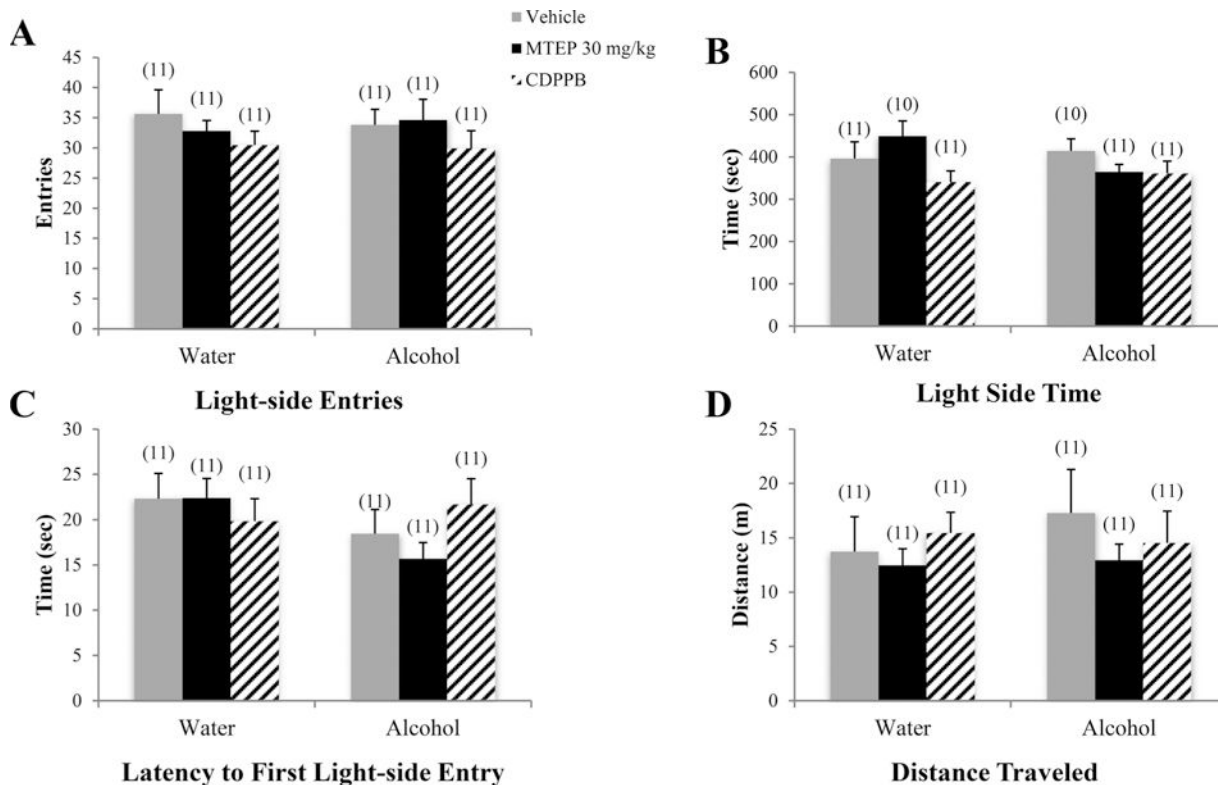 A
Vehicle
MTEP 30 mg/kg
CDPPB
45
40
35
30
25
20
15
10
5
0
Entries
(11)
(11)
(11)
(11)
(11)
(11)
Water
Alcohol
Light-side Entries
B
600
500
400
300
200
100
0
Time (sec)
(11)
(10)
(11)
(10)
(11)
(11)
Water
Alcohol
Light Side Time
C
30
25
20
15
10
5
0
Time (sec)
(11)
(11)
(11)
(11)
(11)
(11)
Water
Alcohol
Latency to First Light-side Entry
D
25
20
15
10
5
0
Distance (m)
(11)
(11)
(11)
(11)
(11)
(11)
Water
Alcohol
Distance Traveled